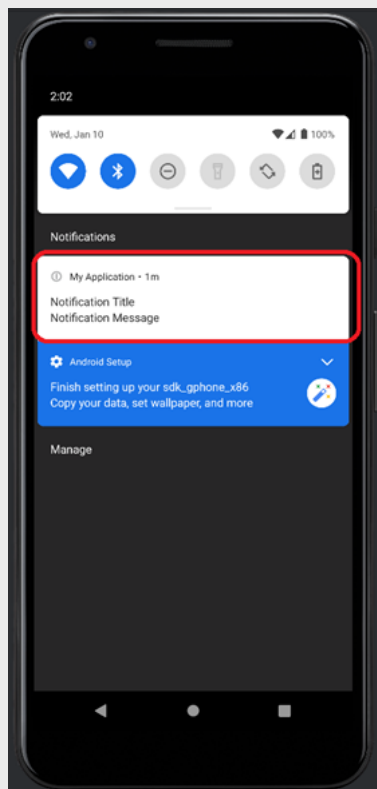 2:02
Wed, Jan 10 100%
Notifications
My Application • 1m
Notification Title
Notification Message
Android Setup
Finish setting up your sdk_gphone_x86
Copy your data, set wallpaper, and more
Manage